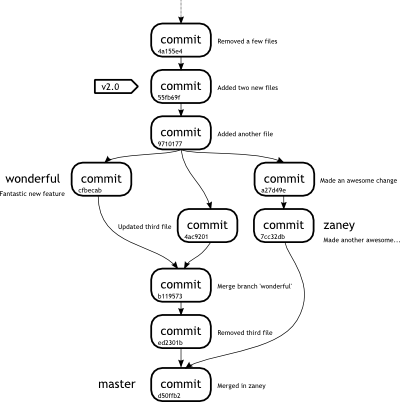 commit
4a155e4
Removed a few files
v2.0
commit
55fb69f
Added two new files
commit
9710177
Added another file
wonderful
Fantastic new feature
commit
cfbecab
commit
a27d49e
Made an awesome change
Updated third file
commit
4ac9201
commit
7cc32db
zaney
Made another awesome...
commit
b119573
Merge branch 'wonderful'
commit
ed2301b
Removed third file
master
commit
d50ffb2
Merged in zaney